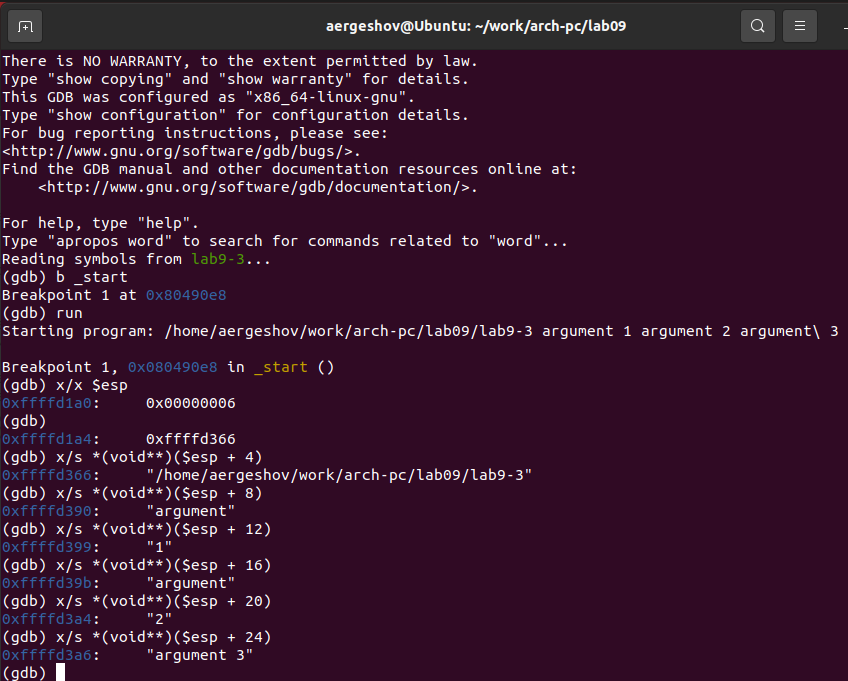 aergeshov@Ubuntu: ~/work/arch-pc/lab09
There is NO WARRANTY, to the extent permitted by law.
Type "show copying" and "show warranty" for details.
This GDB was configured as "x86_64-linux-gnu".
Type "show configuration" for configuration details.
For bug reporting instructions, please see:
<http://www.gnu.org/software/gdb/bugs/>.
Find the GDB manual and other documentation resources online at:
    <http://www.gnu.org/software/gdb/documentation/>.
For help, type "help".
Type "apropos word" to search for commands related to "word"...
Reading symbols from lab9-3...
(gdb) b _start
Breakpoint 1 at 0x80490e8
(gdb) run
Starting program: /home/aergeshov/work/arch-pc/lab09/lab9-3 argument 1 argument 2 argument\ 3
Breakpoint 1, 0x080490e8 in _start ()
(gdb) x/x $esp
0xffffd1a0:     0x00000006
(gdb)
0xffffd1a4:     0xffffd366
(gdb) x/s *(void**)($esp + 4)
0xffffd366:     "/home/aergeshov/work/arch-pc/lab09/lab9-3"
(gdb) x/s *(void**)($esp + 8)
0xffffd390:     "argument"
(gdb) x/s *(void**)($esp + 12)
0xffffd399:     "1"
(gdb) x/s *(void**)($esp + 16)
0xffffd39b:     "argument"
(gdb) x/s *(void**)($esp + 20)
0xffffd3a4:     "2"
(gdb) x/s *(void**)($esp + 24)
0xffffd3a6:     "argument 3"
(gdb)